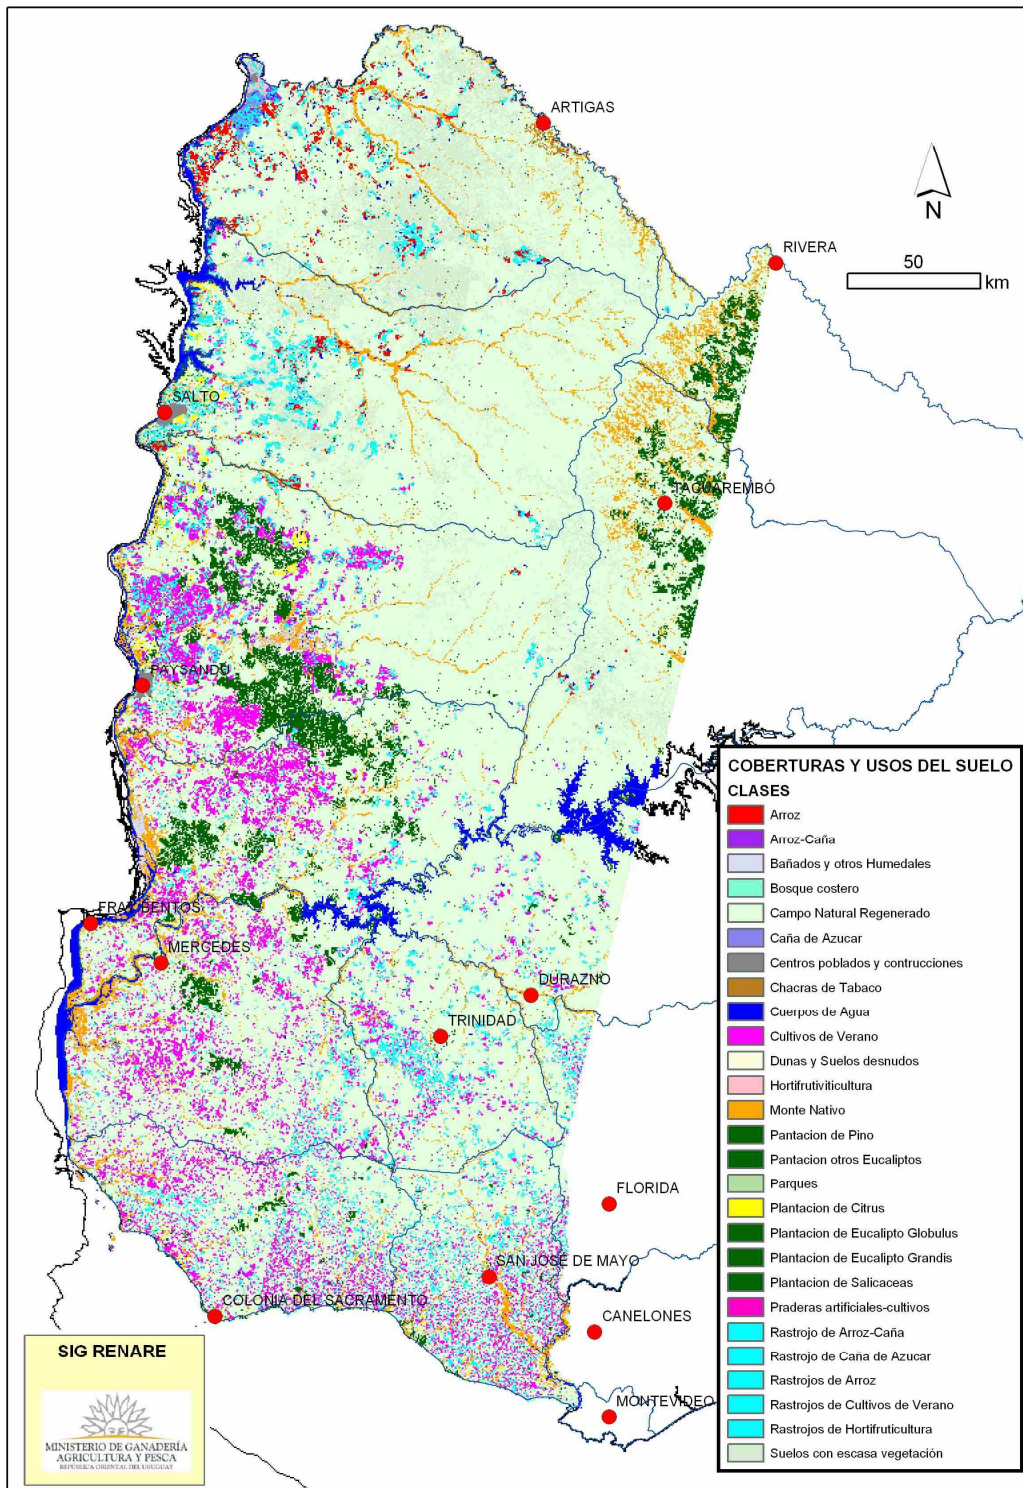 ARTIGAS
RIVERA
N
50
km
SALTO
TACUAREMBÓ
PAYSANDU
FRAY BENTOS
MERCEDES
DURAZNO
TRINIDAD
FLORIDA
SAN JOSE DE MAYO
COLONIA DEL SACRAMENTO
CANELONES
MONTEVIDEO
COBERTURAS Y USOS DEL SUELO
CLASES
Arroz
Arroz-Caña
Bañados y otros Humedales
Bosque costero
Campo Natural Regenerado
Caña de Azucar
Centros poblados y contrucciones
Chacras de Tabaco
Cuerpos de Agua
Cultivos de Verano
Dunas y Suelos desnudos
Hortifrutiviticultura
Monte Nativo
Pantacion de Pino
Pantacion otros Eucaliptos
Parques
Plantacion de Citrus
Plantacion de Eucalipto Globulus
Plantacion de Eucalipto Grandis
Plantacion de Salicaceas
Praderas artificiales-cultivos
Rastrojo de Arroz-Caña
Rastrojo de Caña de Azucar
Rastrojos de Arroz
Rastrojos de Cultivos de Verano
Rastrojos de Hortifruticultura
Suelos con escasa vegetación
SIG RENARE
MINISTERIO DE GANADERÍA
AGRICULTURA Y PESCA
REPÚBLICA ORIENTAL DEL URUGUAY